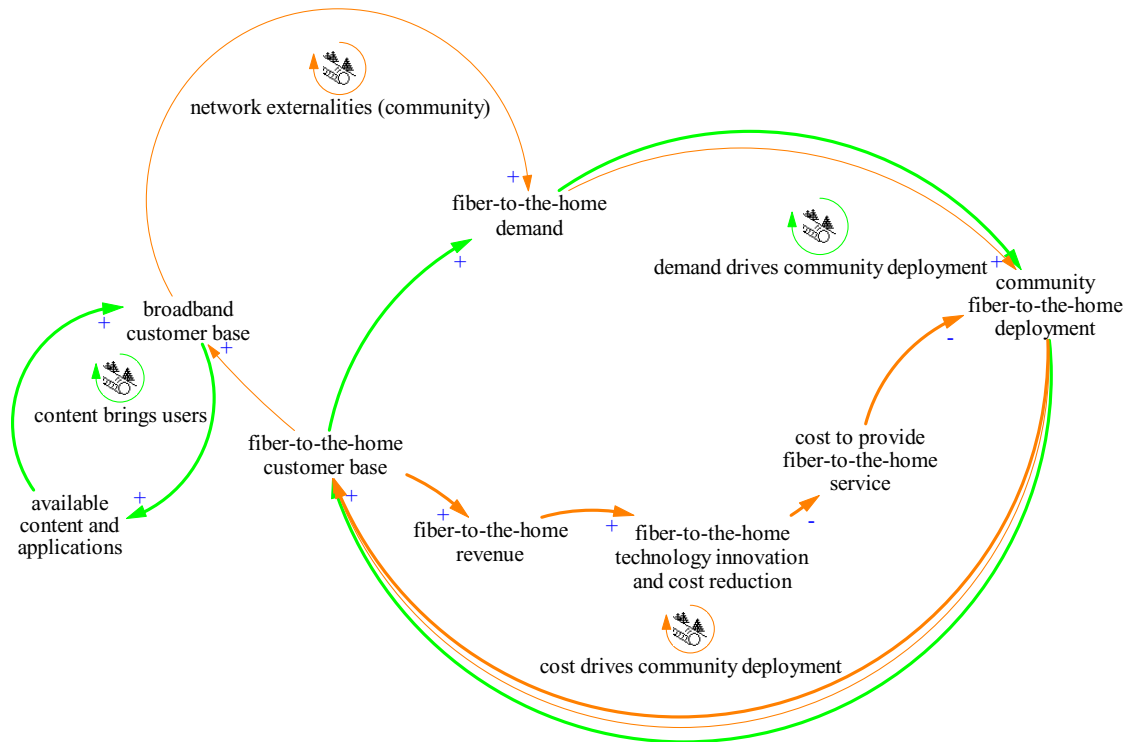 network externalities (community)
+
fiber-to-the-home
demand
+
demand drives community deployment
+
community
fiber-to-the-home
deployment
-
broadband
customer base
+
+
content brings users
+
available
content and
applications
fiber-to-the-home
customer base
+
+
fiber-to-the-home
revenue
+
fiber-to-the-home
technology innovation
and cost reduction
-
cost to provide
fiber-to-the-home
service
cost drives community deployment